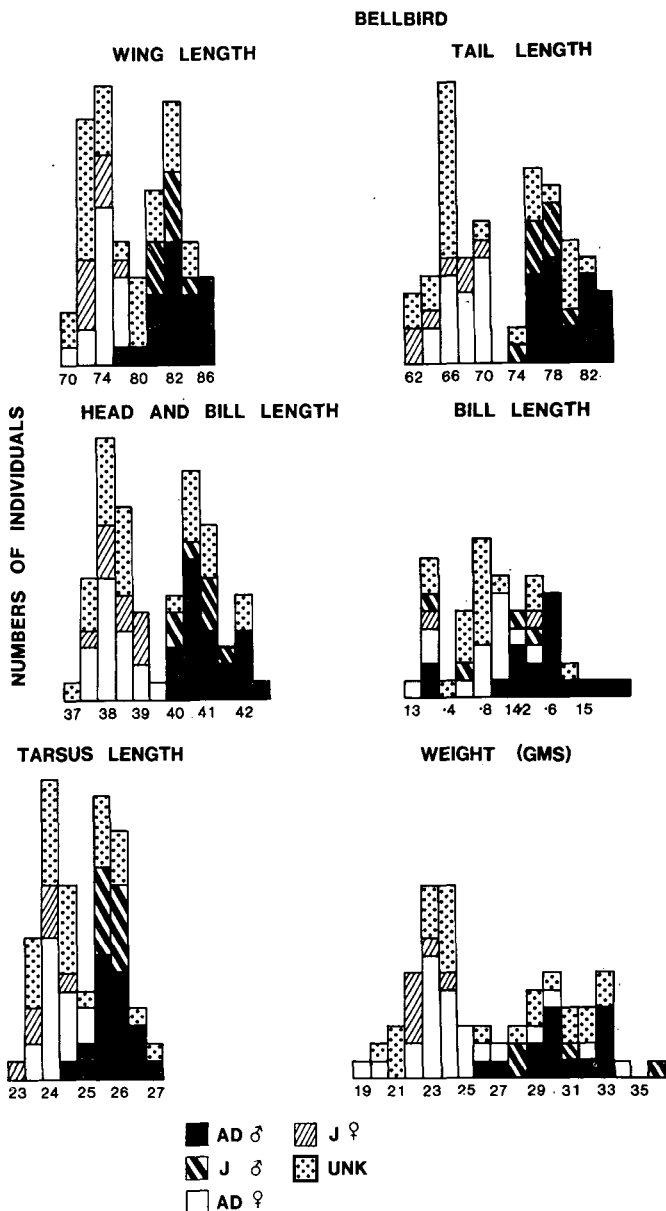 BELLBIRD
WING LENGTH
TAIL LENGTH
70 74 80 82 86
62 66 70 74 78 82
NUMBERS OF INDIVIDUALS
HEAD AND BILL LENGTH
BILL LENGTH
37 38 39 40 41 42
13 ·4 ·8 14·2 ·6 15
TARSUS LENGTH
WEIGHT (GMS)
23 24 25 26 27
19 21 23 25 27 29 31 33 35
AD ♂ J ♀
J ♂ UNK
AD ♀